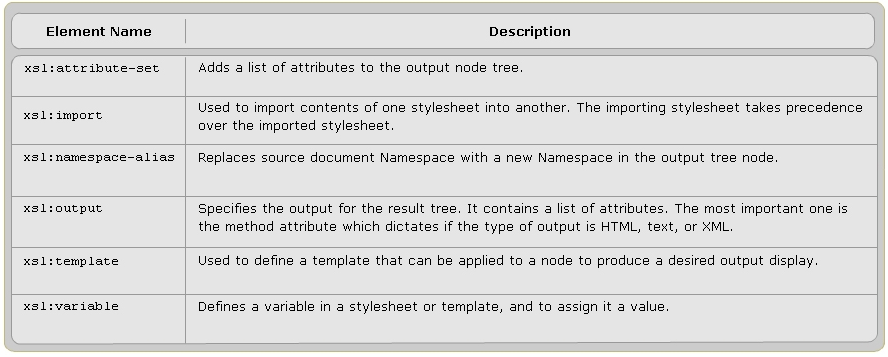 Element Name Description
xsl:attribute-set Adds a list of attributes to the output node tree.
xsl:import Used to import contents of one stylesheet into another. The importing stylesheet takes precedence
over the imported stylesheet.
xsl:namespace-alias Replaces source document Namespace with a new Namespace in the output tree node.
xsl:output Specifies the output for the result tree. It contains a list of attributes. The most important one is
the method attribute which dictates if the type of output is HTML, text, or XML.
xsl:template Used to define a template that can be applied to a node to produce a desired output display.
xsl:variable Defines a variable in a stylesheet or template, and to assign it a value.